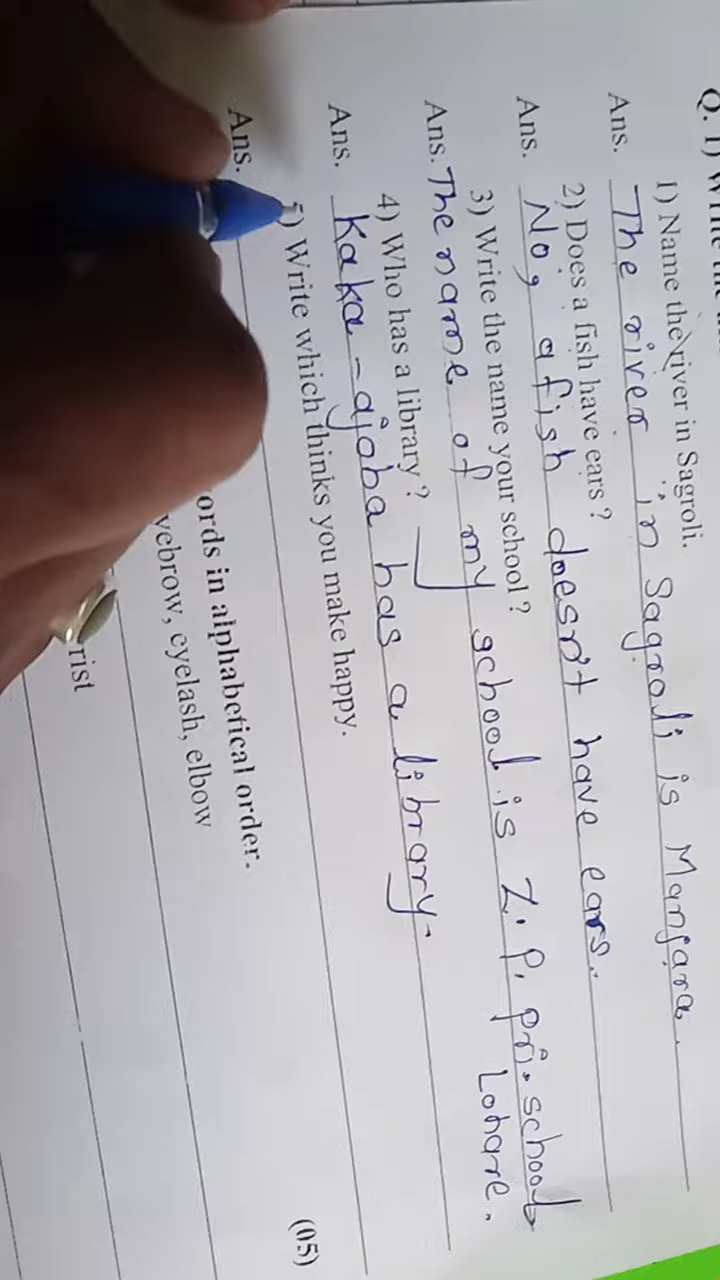 Q. 1)
1) Name the river in Sagroli.
Ans. The river in Sagroli is Manjara.
2) Does a fish have ears ?
Ans. No, a fish doesn't have ears.
3) Write the name your school ?
Ans. The name of my school is Z.P. pri. school
Lohare.
4) Who has a library ?
Ans. Kaka - ajoba has a library.
5) Write which thinks you make happy.
Ans.
ords in alphabetical order. (05)
yebrow, eyelash, elbow
rist